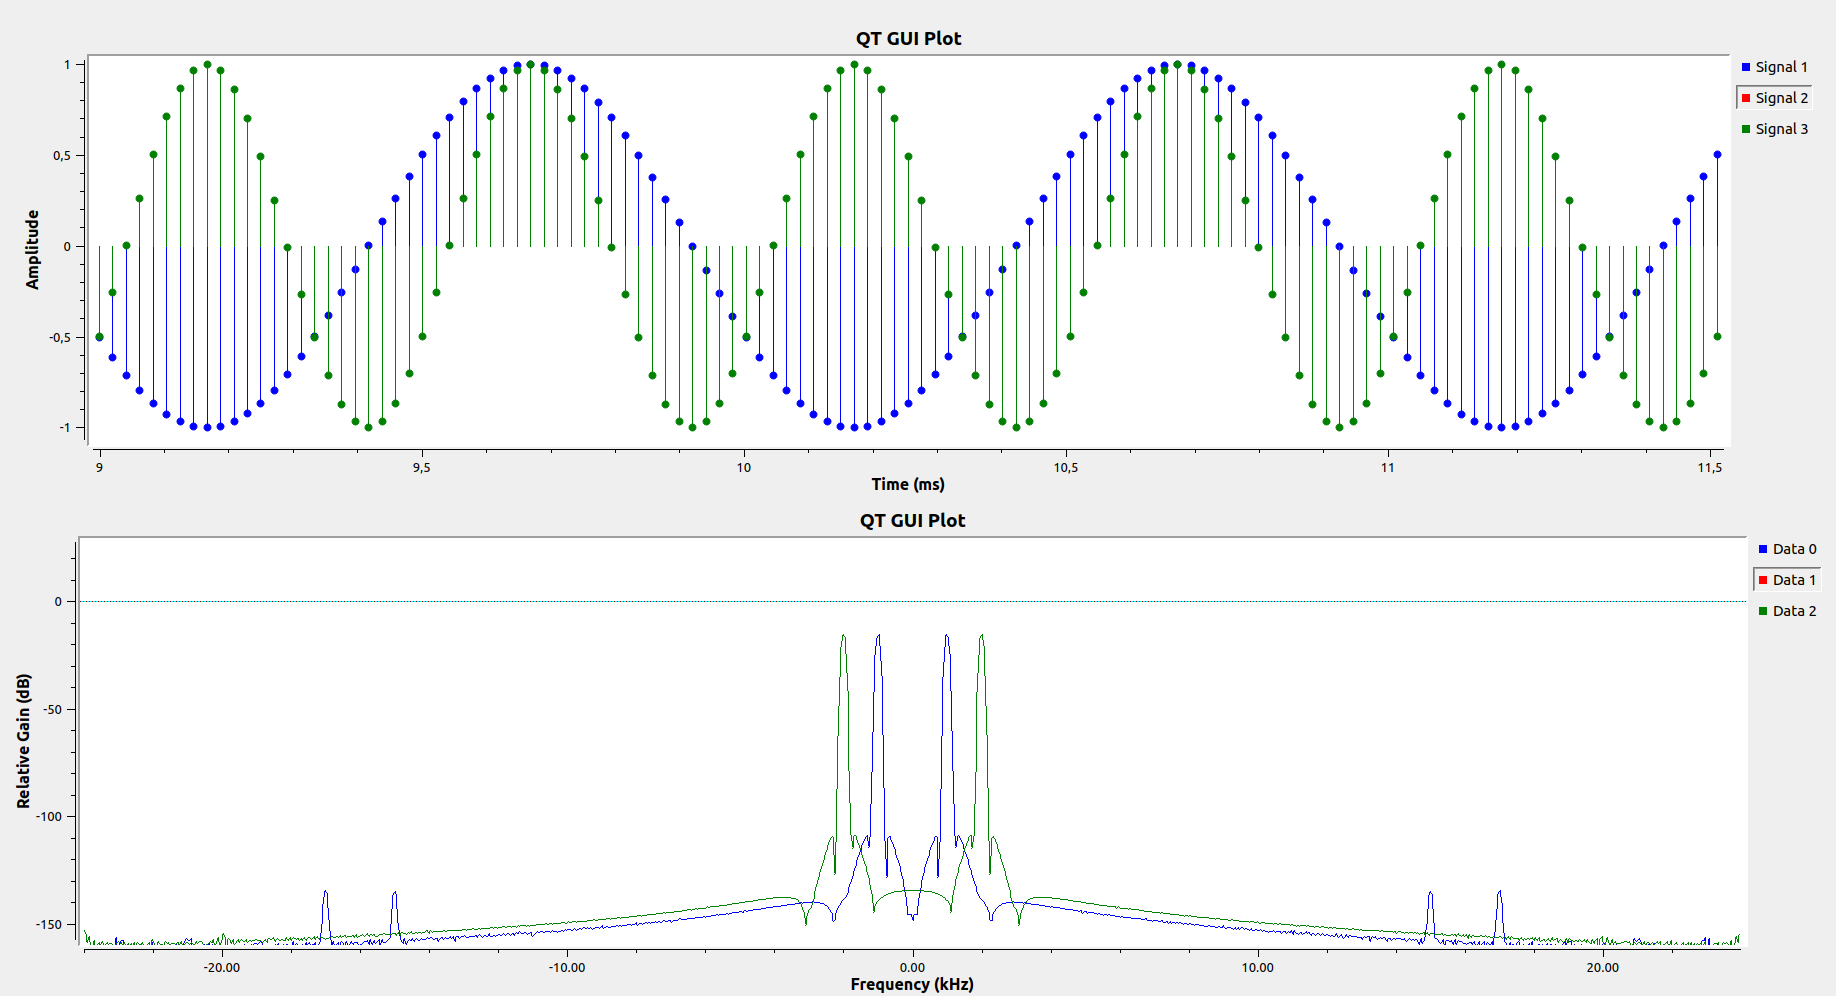 QT GUI Plot
Amplitude
1
0,5
0
-0,5
-1
9
9,5
10
10,5
11
11,5
Time (ms)
Signal 1
Signal 2
Signal 3
QT GUI Plot
Relative Gain (dB)
0
-50
-100
-150
-20.00
-10.00
0.00
10.00
20.00
Frequency (kHz)
Data 0
Data 1
Data 2